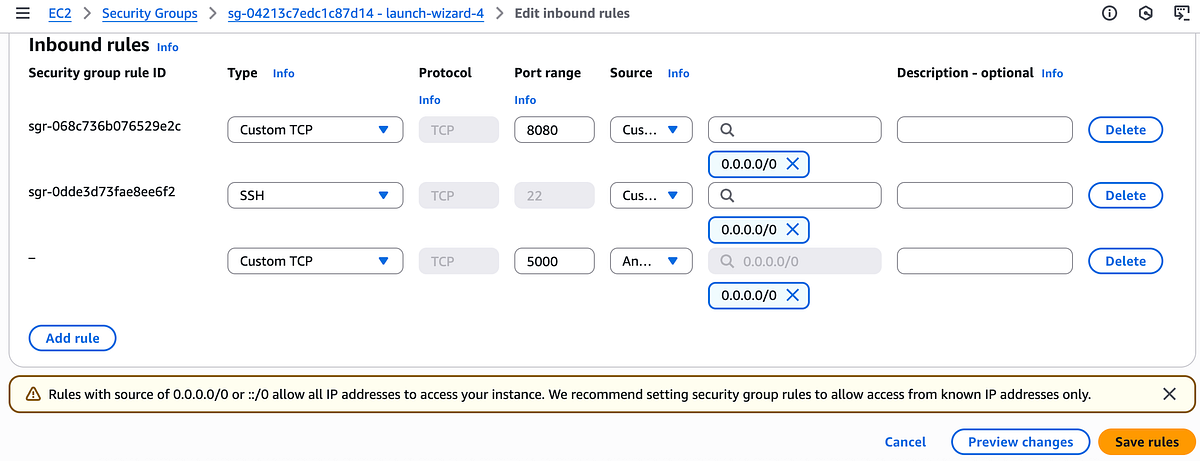 EC2 > Security Groups > sg-04213c7edc1c87d14 - launch-wizard-4 > Edit inbound rules
Inbound rules Info
Security group rule ID Type Info Protocol Port range Source Info Description - optional Info
Info Info
sgr-068c736b076529e2c Custom TCP TCP 8080 Cus... Delete
0.0.0.0/0
sgr-0dde3d73fae8ee6f2 SSH TCP 22 Cus... Delete
0.0.0.0/0
– Custom TCP TCP 5000 An... 0.0.0.0/0 Delete
0.0.0.0/0
Add rule
Rules with source of 0.0.0.0/0 or ::/0 allow all IP addresses to access your instance. We recommend setting security group rules to allow access from known IP addresses only.
Cancel Preview changes Save rules